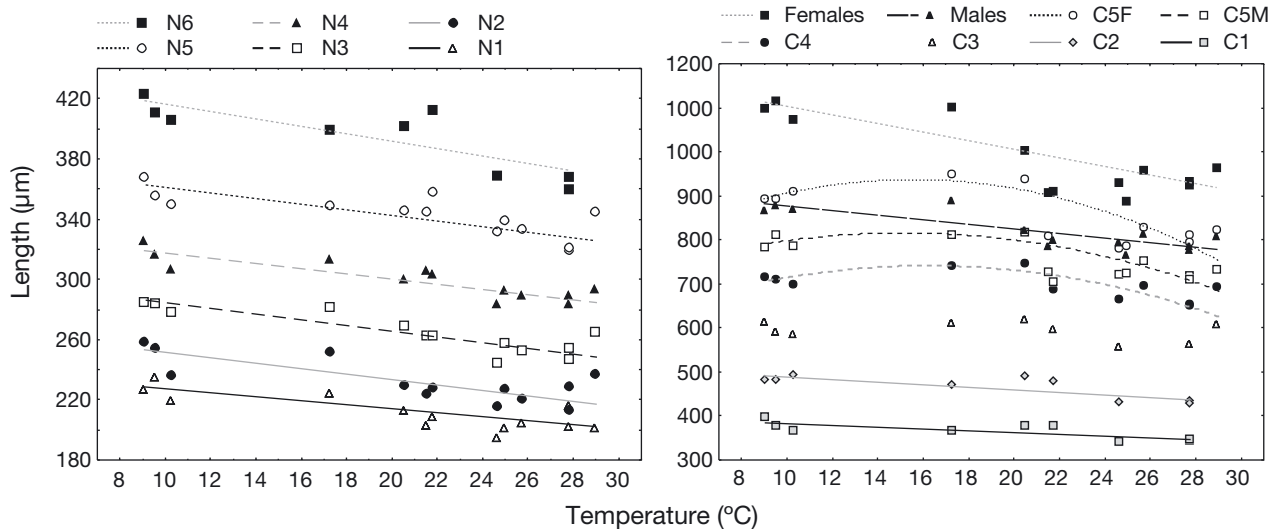 N6 N4 N2
N5 N3 N1
Females Males C5F C5M
C4 C3 C2 C1
420
380
340
300
260
220
180
8 10 12 14 16 18 20 22 24 26 28 30
1200
1100
1000
900
800
700
600
500
400
300
8 10 12 14 16 18 20 22 24 26 28 30
Length (µm)
Temperature (ºC)